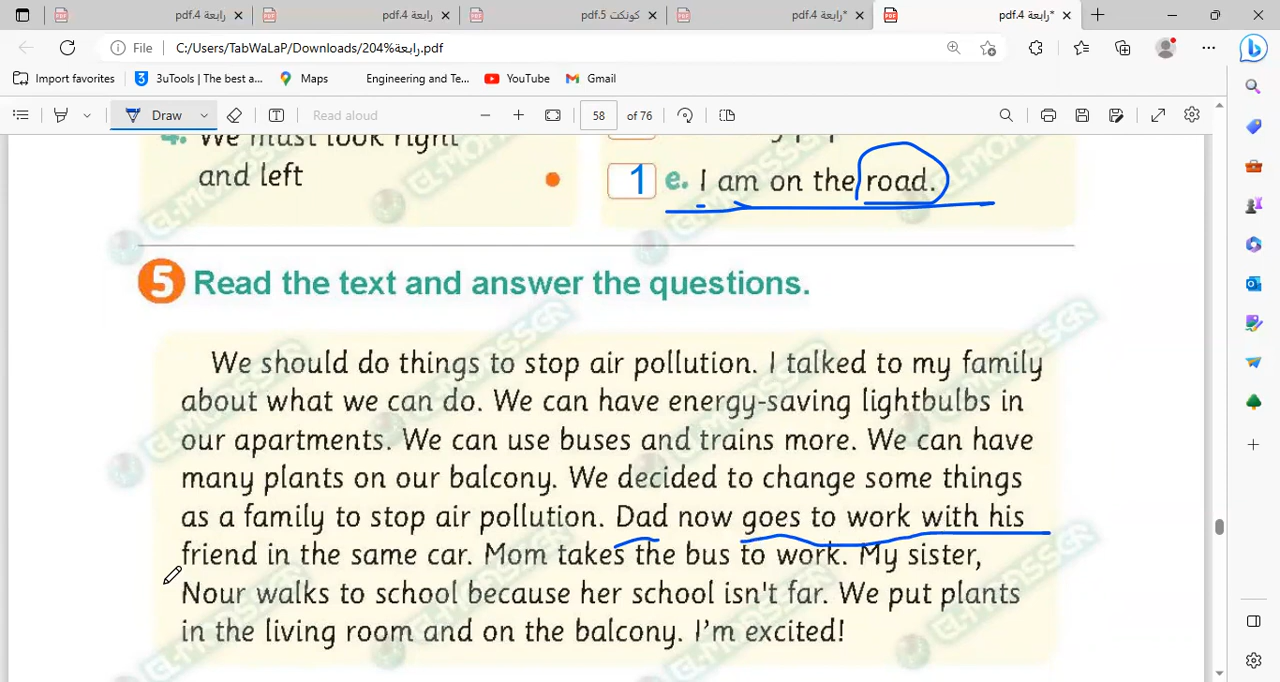 رابعة 4.pdf
رابعة 4.pdf
كونكت 5.pdf
*رابعة 4.pdf
*رابعة 4.pdf
File C:/Users/TabWaLaP/Downloads/204%رابعة.pdf
Import favorites 3uTools | The best a... Maps Engineering and Te... YouTube Gmail
Draw Read aloud 58 of 76
4. We must look right
and left
1 e. I am on the road.
5 Read the text and answer the questions.
We should do things to stop air pollution. I talked to my family
about what we can do. We can have energy-saving lightbulbs in
our apartments. We can use buses and trains more. We can have
many plants on our balcony. We decided to change some things
as a family to stop air pollution. Dad now goes to work with his
friend in the same car. Mom takes the bus to work. My sister,
Nour walks to school because her school isn't far. We put plants
in the living room and on the balcony. I'm excited!